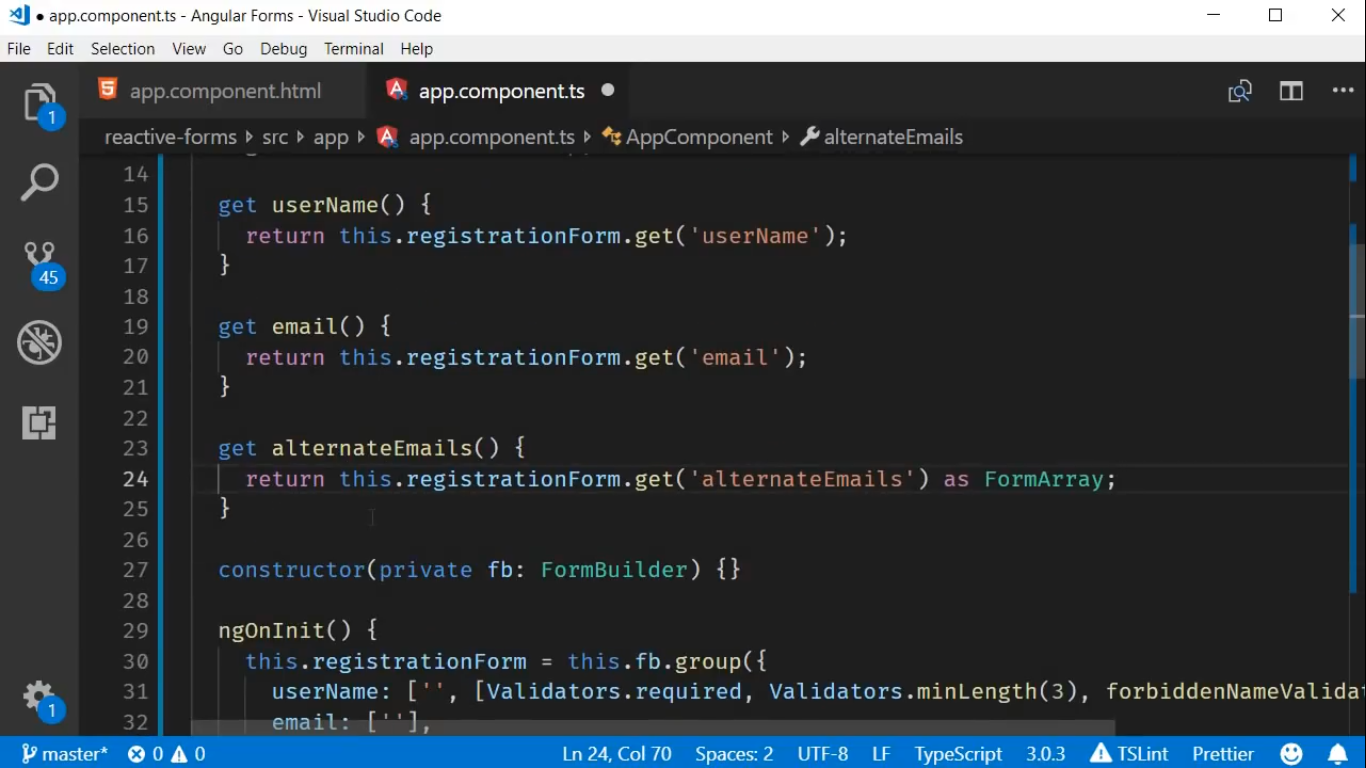 ● app.component.ts - Angular Forms - Visual Studio Code
File Edit Selection View Go Debug Terminal Help
1
app.component.html app.component.ts ●
reactive-forms src app app.component.ts AppComponent alternateEmails
14
15 get userName() {
16 return this.registrationForm.get('userName');
17 }
18
45
19 get email() {
20 return this.registrationForm.get('email');
21 }
22
23 get alternateEmails() {
24 return this.registrationForm.get('alternateEmails') as FormArray;
25 }
26
27 constructor(private fb: FormBuilder) {}
28
29 ngOnInit() {
30 this.registrationForm = this.fb.group({
31 userName: ['', [Validators.required, Validators.minLength(3), forbiddenNameValidat
1
32 email: [''],
master* 0 0 Ln 24, Col 70 Spaces: 2 UTF-8 LF TypeScript 3.0.3 TSLint Prettier